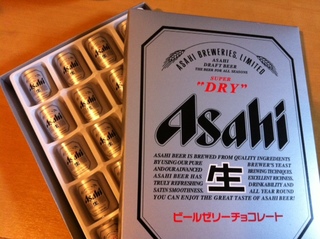 ASAHI BREWERIES, LIMITED
ASAHI
DRAFT BEER
THE BEER FOR ALL SEASONS
SUPER
"DRY"
Asahi
ASAHI BEER IS BREWED FROM QUALITY INGREDIENTS
BY USING OUR PURE BREWER'S YEAST
AND OUR ADVANCED BREWING TECHNIQUES.
ASAHI BEER HAS EXCELLENT RICHNESS,
TRULY REFRESHING DRINKABILITY AND
SATIN SMOOTHNESS. ALL YEAR ROUND
YOU CAN ENJOY THE GREAT TASTE OF ASAHI BEER!
生
ビールゼリーチョコレート